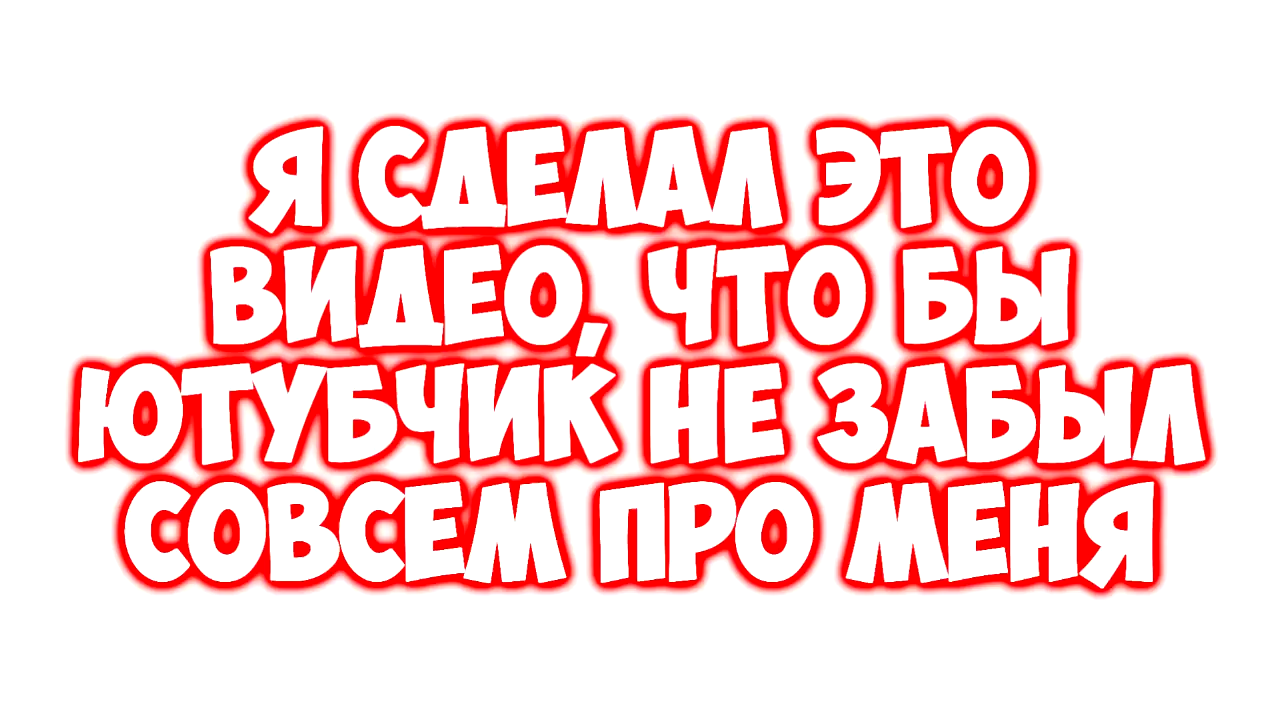 Я СДЕЛАЛ ЭТО
ВИДЕО, ЧТО БЫ
ЮТУБЧИК НЕ ЗАБЫЛ
СОВСЕМ ПРО МЕНЯ